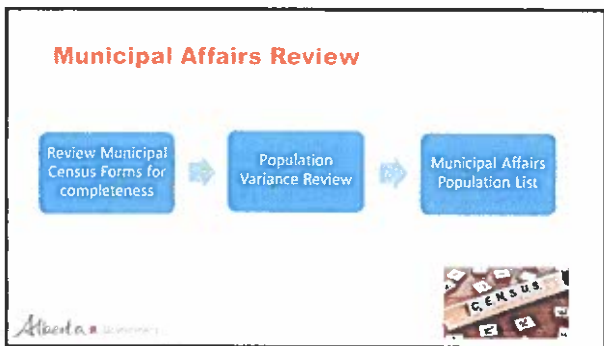 Municipal Affairs Review
Review Municipal
Census Forms for
completeness
Population
Variance Review
Municipal Affairs
Population List
CENSUS
Alberta